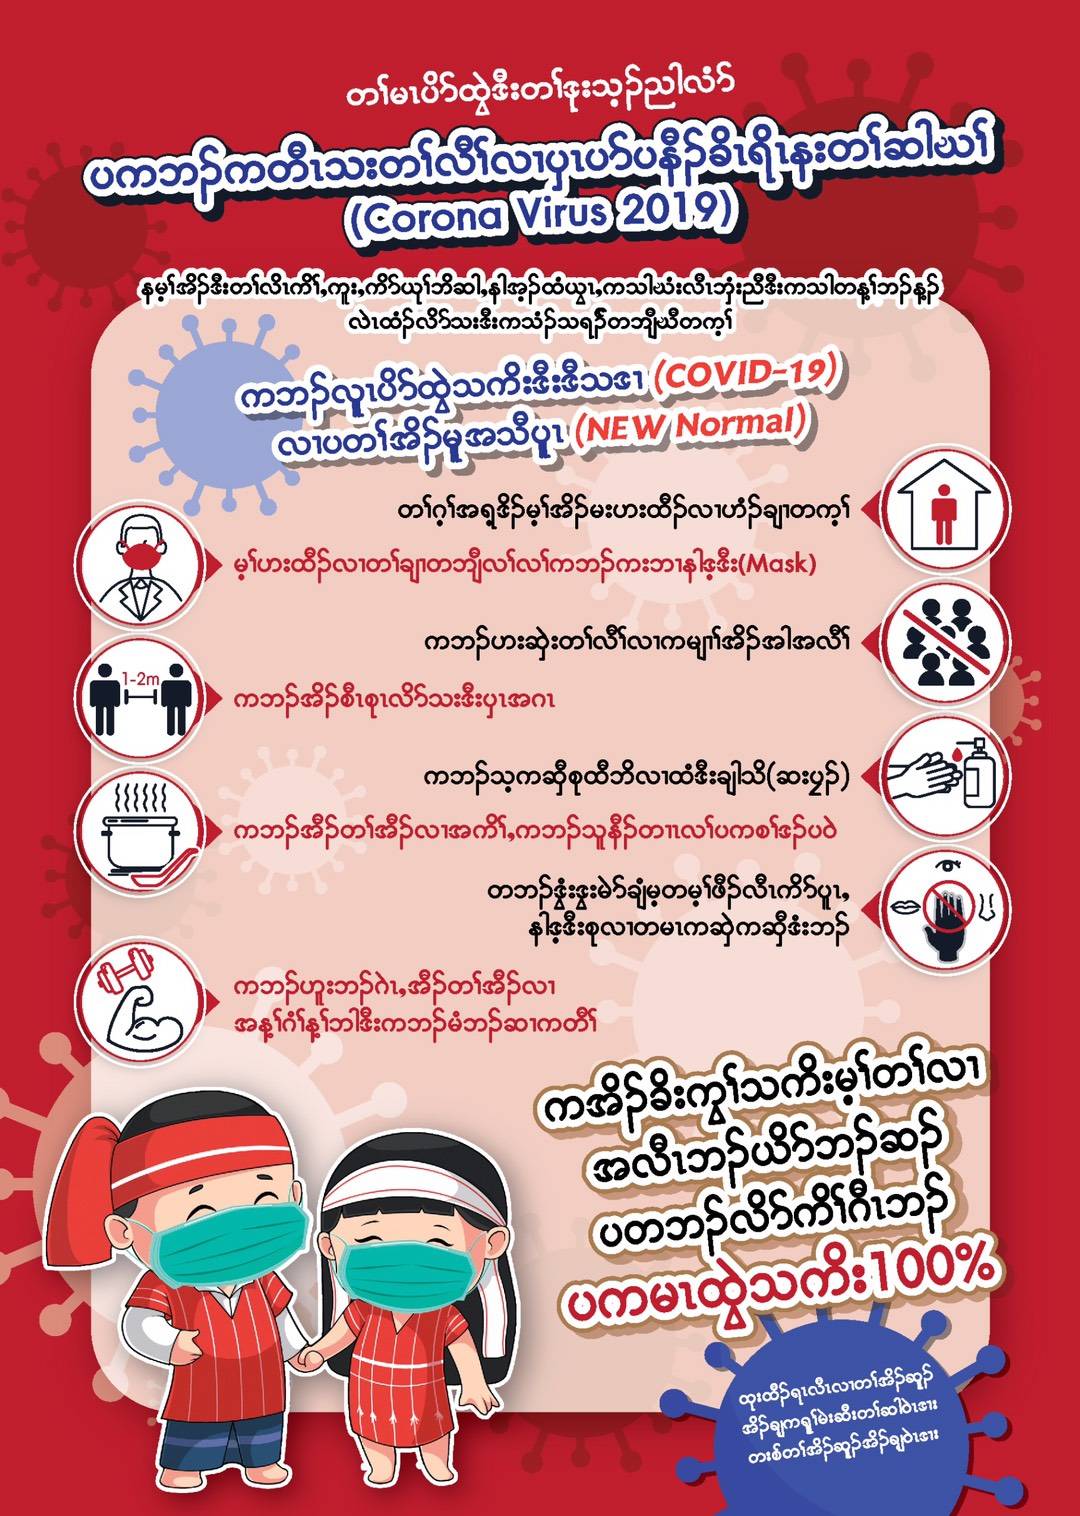 တၢ်မၤပိာ်ထွဲဒီးတၢ်ဒုးသ့ၣ်ညါလံာ်
ပကဘၣ်ကတီၤသးတၢ်လီၢ်လၢပှၤပာ်ပနီၣ်ခိၤရိၤနးတၢ်ဆါဃၢ်
(Corona Virus 2019)
နမ့ၢ်အိၣ်ဒီးတၢ်လိၤကိၢ်,ကူး,ကိာ်ယုၢ်ဘိဆါ,နါအ့ၣ်ထံယွၤ,ကသါဃံးလီၤဘှံးညီဒီးကသါတန့ၢ်ဘၣ်န့ၣ်
လဲၤထံၣ်လိာ်သးဒီးကသံၣ်သရၣ်တဘျီဃီတက့ၢ်
ကဘၣ်လူၤပိာ်ထွဲသကိးဒီးဒီသဒၢ (COVID-19)
လၢပတၢ်အိၣ်မူအသီပူၤ (NEW Normal)
တၢ်ဂ့ၢ်အရ့ဒိၣ်မ့ၢ်အိၣ်မးဟးထီၣ်လၢဟံၣ်ချၢတက့ၢ်
မ့ၢ်ဟးထီၣ်လၢတၢ်ချၢတဘျီလၢ်လၢ်ကဘၣ်ကးဘၢနါဒ့ဒီး(Mask)
ကဘၣ်ဟးဆှဲးတၢ်လီၢ်လၢကမျၢၢ်အိၣ်အါအလီၢ်
1-2m
ကဘၣ်အိၣ်စီၤစုၤလိာ်သးဒီးပှၤအဂၤ
ကဘၣ်သ့ကဆှီစုထီဘိလၢထံဒီးချါသိ(ဆးပှၣ်)
ကဘၣ်အီၣ်တၢ်အီၣ်လၢအကိၢ်,ကဘၣ်သူနီၣ်တၢၤလၢ်ပကစၢ်ဒၣ်ပဝဲ
တဘၣ်ဒွံးဒွးမဲာ်ချံမ့တမ့ၢ်ဖီၣ်လီၤကိာ်ပူၤ,
နါဒ့ဒီးစုလၢတမၤကဆှဲကဆှီဒံးဘၣ်
ကဘၣ်ဟူးဘၣ်ဂဲၤ,အီၣ်တၢ်အီၣ်လၢ
အန့ၢ်ဂံၢ်န့ၢ်ဘါဒီးကဘၣ်မံဘၣ်ဆၢကတီၢ်
ကအိၣ်ခိးကွၢ်သကိးမ့ၢ်တၢ်လၢ
အလီၤဘၣ်ယိာ်ဘၣ်ဆၣ်
ပတဘၣ်လိာ်ကိၢ်ဂီၤဘၣ်
ပကမၤထွဲသကိး100%
ထုးထီၣ်ရၤလီၤလၢတၢ်အိၣ်ဆူၣ်
အိၣ်ချကရူၢ်မဲးဆီးတၢ်ဆါဝဲၤဒၢး
တးစ်တၢ်အိၣ်ဆူၣ်အိၣ်ချဝဲၤဒၢး